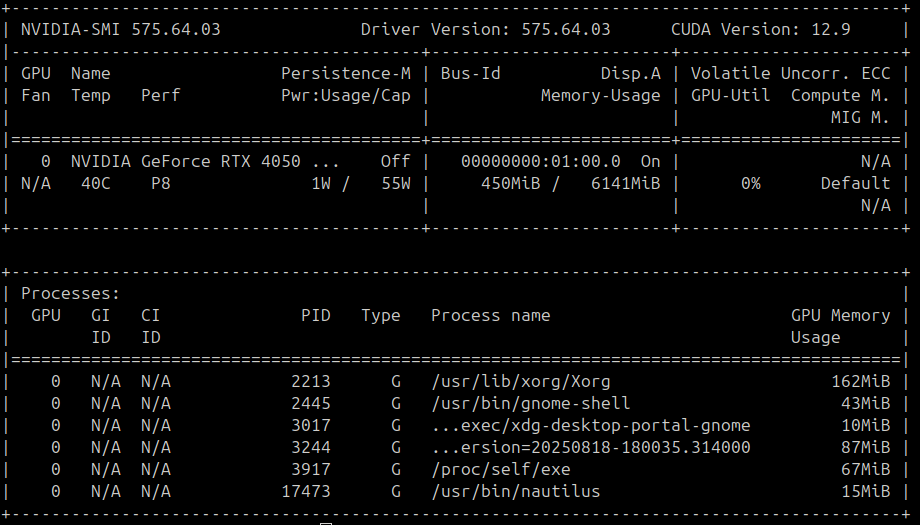 +-----------------------------------------------------------------------------------------+
| NVIDIA-SMI 575.64.03              Driver Version: 575.64.03      CUDA Version: 12.9     |
|-----------------------------------------+------------------------+----------------------+
| GPU  Name                 Persistence-M | Bus-Id          Disp.A | Volatile Uncorr. ECC |
| Fan  Temp   Perf          Pwr:Usage/Cap |           Memory-Usage | GPU-Util  Compute M. |
|                                         |                        |               MIG M. |
|=========================================+========================+======================|
|   0  NVIDIA GeForce RTX 4050 ...    Off |   00000000:01:00.0  On |                  N/A |
| N/A   40C    P8              1W /   55W |     450MiB /   6141MiB |      0%      Default |
|                                         |                        |                  N/A |
+-----------------------------------------+------------------------+----------------------+

+-----------------------------------------------------------------------------------------+
| Processes:                                                                              |
|  GPU   GI   CI              PID   Type   Process name                        GPU Memory |
|        ID   ID                                                               Usage      |
|=========================================================================================|
|    0   N/A  N/A            2213      G   /usr/lib/xorg/Xorg                      162MiB |
|    0   N/A  N/A            2445      G   /usr/bin/gnome-shell                     43MiB |
|    0   N/A  N/A            3017      G   ...exec/xdg-desktop-portal-gnome         10MiB |
|    0   N/A  N/A            3244      G   ...ersion=20250818-180035.314000         87MiB |
|    0   N/A  N/A            3917      G   /proc/self/exe                           67MiB |
|    0   N/A  N/A           17473      G   /usr/bin/nautilus                        15MiB |
+-----------------------------------------------------------------------------------------+